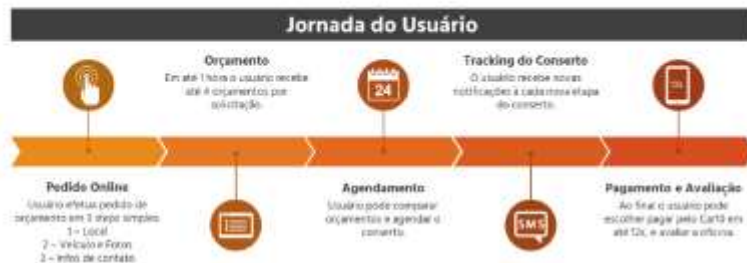 Jornada do Usuário
Orçamento
Em até 1 hora o usuário recebe
até 4 orçamentos por
solicitação.
24
Tracking do Conserto
O usuário recebe novas
notificações à cada nova etapa
do conserto.
Pedido Online
Usuário efetua pedido de
orçamento em 3 steps simples
1 – Local
2 – Veículo e Fotos
3 – Infos de contato.
Agendamento
Usuário pode comparar
orçamentos e agendar o
conserto.
SMS
Pagamento e Avaliação
Ao final o usuário pode
escolher pagar pelo Car10 em
até 12x, e avaliar a oficina.